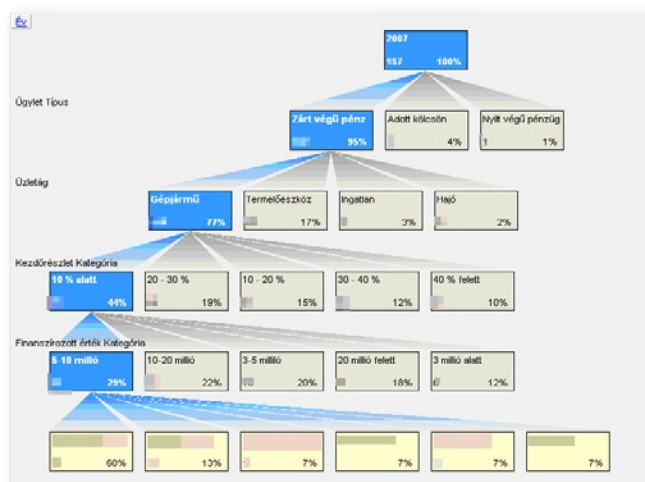 Év
2007
157 100%
Ügylet Típus
Zárt végű pénz
95%
Adott kölcsön
4%
Nyílt végű pénzüg
1 1%
Üzletág
Gépjármű
77%
Termelőeszköz
17%
Ingatlan
3%
Hajó
2%
Kezdőrészlet Kategória
10 % alatt
44%
20 - 30 %
19%
10 - 20 %
15%
30 - 40 %
12%
40 % felett
10%
Finanszírozott érték Kategória
5-10 millió
29%
10-20 millió
22%
3-5 millió
20%
20 millió felett
18%
3 millió alatt
12%
60%
13%
7%
7%
7%
7%